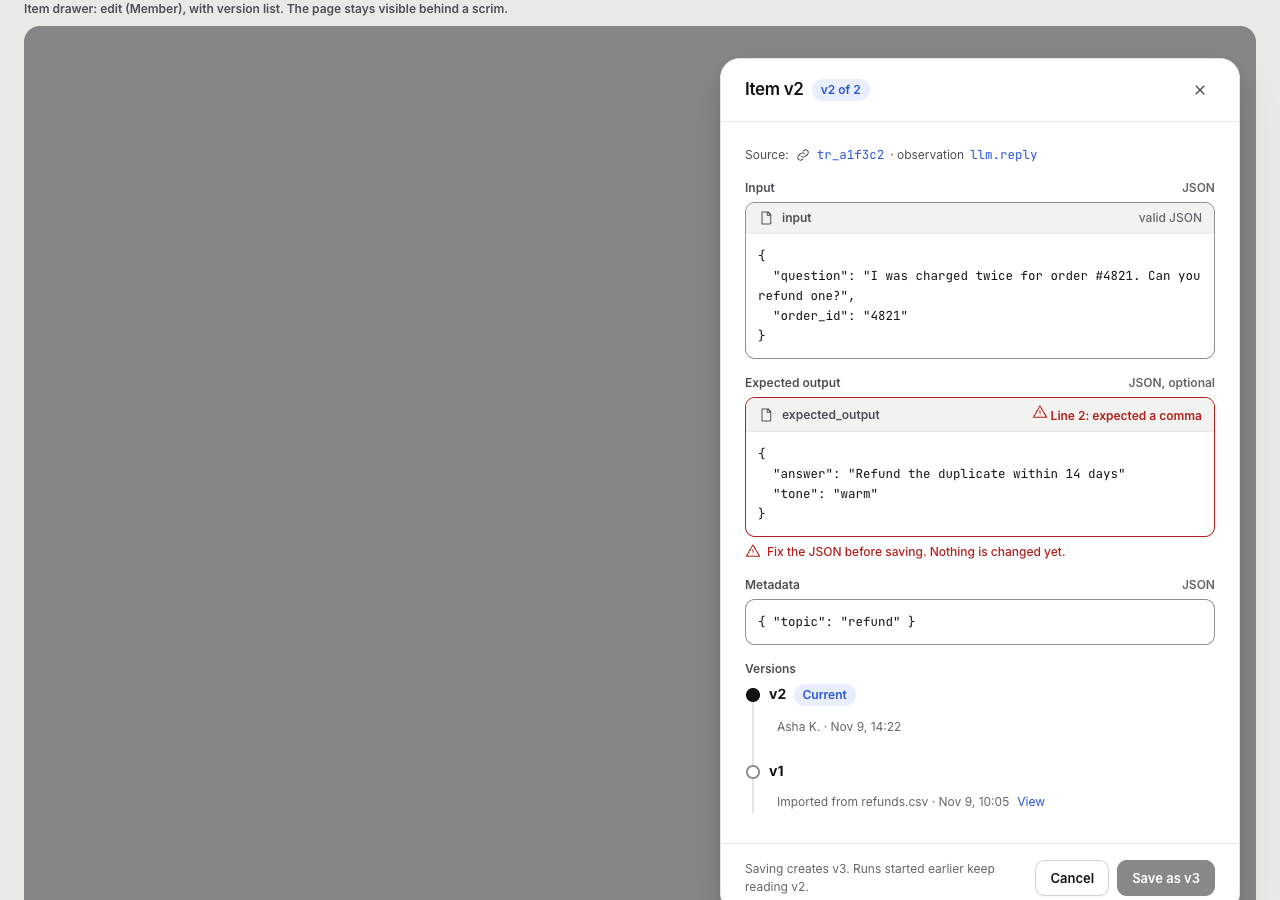 Item drawer: edit (Member), with version list. The page stays visible behind a scrim.
Item v2 v2 of 2
Source: tr_a1f3c2 · observation llm.reply
Input JSON
input valid JSON
{
"question": "I was charged twice for order #4821. Can you
refund one?",
"order_id": "4821"
}
Expected output JSON, optional
expected_output Line 2: expected a comma
{
"answer": "Refund the duplicate within 14 days"
"tone": "warm"
}
Fix the JSON before saving. Nothing is changed yet.
Metadata JSON
{ "topic": "refund" }
Versions
v2 Current
Asha K. · Nov 9, 14:22
v1
Imported from refunds.csv · Nov 9, 10:05 View
Saving creates v3. Runs started earlier keep
reading v2.
Cancel Save as v3